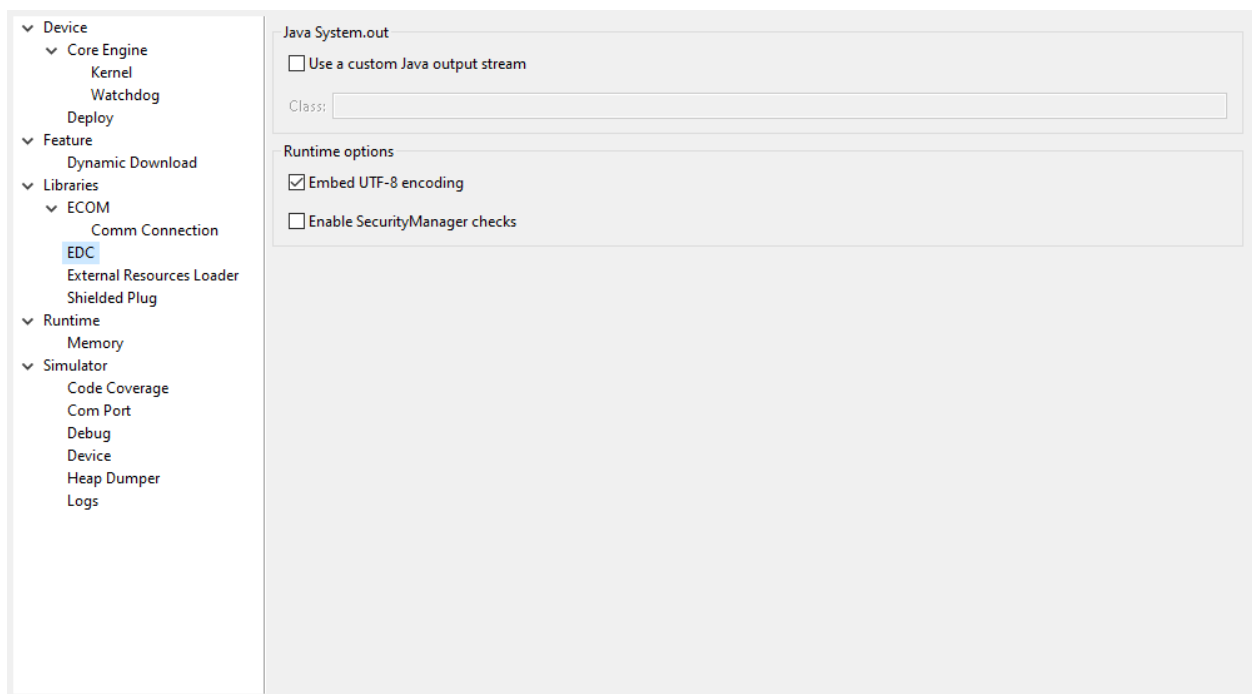 Device
Core Engine
Kernel
Watchdog
Deploy
Feature
Dynamic Download
Libraries
ECOM
Comm Connection
EDC
External Resources Loader
Shielded Plug
Runtime
Memory
Simulator
Code Coverage
Com Port
Debug
Device
Heap Dumper
Logs
Java System.out
Use a custom Java output stream
Class:
Runtime options
Embed UTF-8 encoding
Enable SecurityManager checks